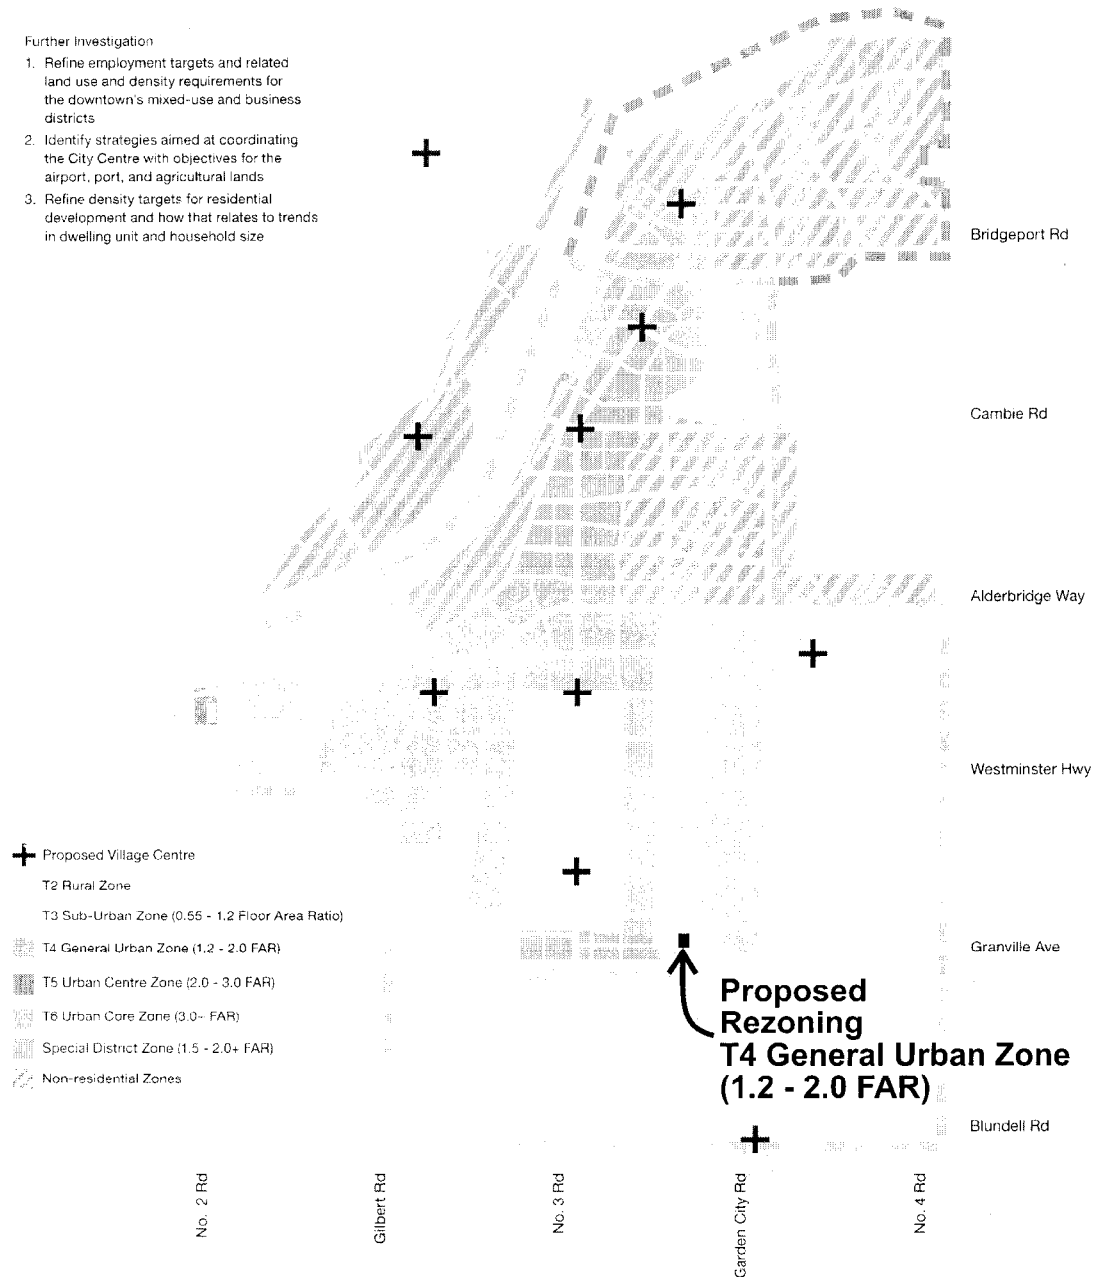 Further Investigation
1. Refine employment targets and related
land use and density requirements for
the downtown's mixed-use and business
districts
2. Identify strategies aimed at coordinating
the City Centre with objectives for the
airport, port, and agricultural lands
3. Refine density targets for residential
development and how that relates to trends
in dwelling unit and household size
Bridgeport Rd
Cambie Rd
Alderbridge Way
Westminster Hwy
Proposed Village Centre
T2 Rural Zone
T3 Sub-Urban Zone (0.55 - 1.2 Floor Area Ratio)
T4 General Urban Zone (1.2 - 2.0 FAR)
T5 Urban Centre Zone (2.0 - 3.0 FAR)
T6 Urban Core Zone (3.0+ FAR)
Special District Zone (1.5 - 2.0+ FAR)
Non-residential Zones
Granville Ave
Proposed
Rezoning
T4 General Urban Zone
(1.2 - 2.0 FAR)
Blundell Rd
No. 2 Rd
Gilbert Rd
No. 3 Rd
Garden City Rd
No. 4 Rd